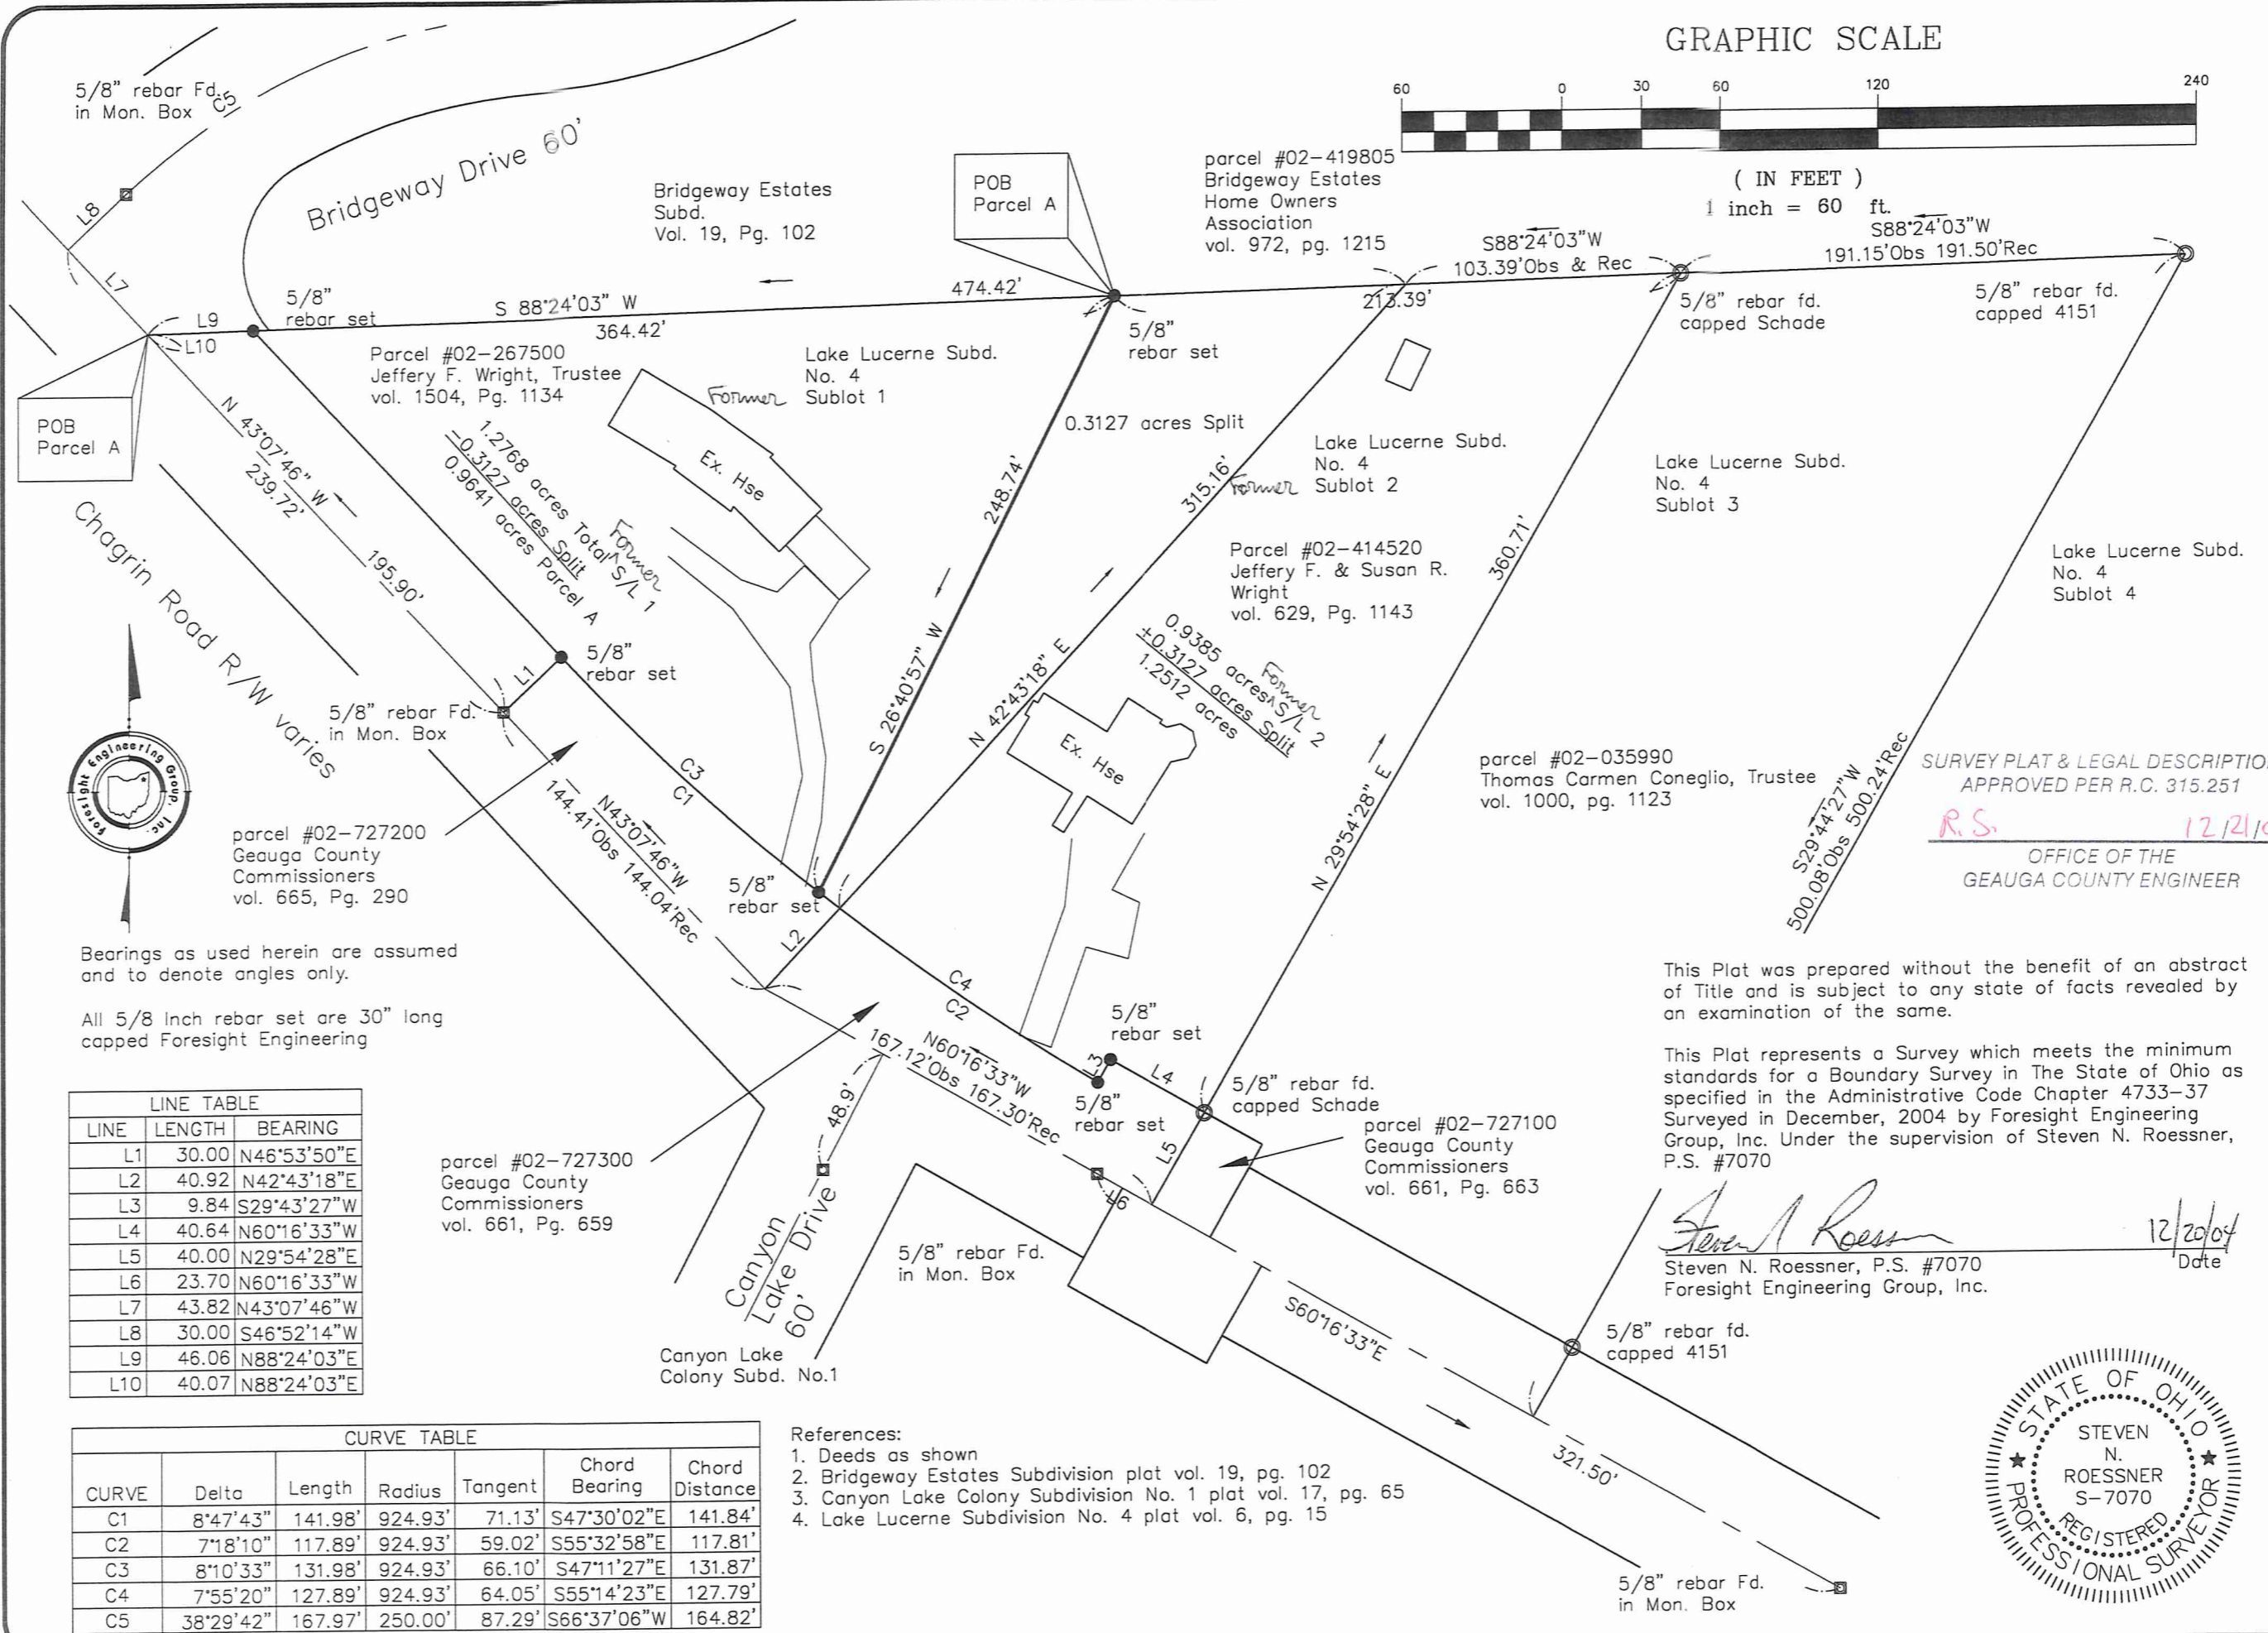 GRAPHIC SCALE
60 0 30 60 120 240
( IN FEET )
1 inch = 60 ft.
5/8" rebar Fd.
in Mon. Box
C5
L8
L7
Bridgeway Drive 60'
Bridgeway Estates
Subd.
Vol. 19, Pg. 102
POB
Parcel A
parcel #02-419805
Bridgeway Estates
Home Owners
Association
vol. 972, pg. 1215
S88°24'03"W
103.39'Obs & Rec
S88°24'03"W
191.15'Obs 191.50'Rec
L9
L10
5/8"
rebar set
S 88°24'03" W
364.42'
474.42'
213.39'
5/8"
rebar set
5/8" rebar fd.
capped Schade
5/8" rebar fd.
capped 4151
POB
Parcel A
Parcel #02-267500
Jeffery F. Wright, Trustee
vol. 1504, Pg. 1134
Lake Lucerne Subd.
No. 4
Former Sublot 1
0.3127 acres Split
Lake Lucerne Subd.
No. 4
Former Sublot 2
Lake Lucerne Subd.
No. 4
Sublot 3
Lake Lucerne Subd.
No. 4
Sublot 4
N 43°07'46" W
239.72'
195.90'
Chagrin Road R/W varies
1.2768 acres Total Former S/L 1
-0.3127 acres Split
0.9641 acres Parcel A
Ex. Hse
248.74'
S 26°40'57" W
315.16'
N 42°43'18" E
Parcel #02-414520
Jeffery F. & Susan R.
Wright
vol. 629, Pg. 1143
0.9385 acres Former S/L 2
+0.3127 acres Split
1.2512 acres
Ex. Hse
360.71'
N 29°54'28" E
parcel #02-035990
Thomas Carmen Coneglio, Trustee
vol. 1000, pg. 1123
S29°44'27"W
500.08'Obs 500.24'Rec
SURVEY PLAT & LEGAL DESCRIPTIO
APPROVED PER R.C. 315.251
R.S. 12/21/0
OFFICE OF THE
GEAUGA COUNTY ENGINEER
L1
5/8"
rebar set
5/8" rebar Fd.
in Mon. Box
Foresight Engineering Group, Inc.
C3
C1
N43°07'46"W
144.41'Obs 144.04'Rec
parcel #02-727200
Geauga County
Commissioners
vol. 665, Pg. 290
5/8"
rebar set
L2
C4
C2
Bearings as used herein are assumed
and to denote angles only.
All 5/8 Inch rebar set are 30" long
capped Foresight Engineering
N60°16'33"W
167.12'Obs 167.30'Rec
48.9'
5/8"
rebar set
L3
L4
5/8"
rebar set
5/8" rebar fd.
capped Schade
L5
L6
parcel #02-727100
Geauga County
Commissioners
vol. 661, Pg. 663
parcel #02-727300
Geauga County
Commissioners
vol. 661, Pg. 659
Canyon
Lake Drive
60'
5/8" rebar Fd.
in Mon. Box
Canyon Lake
Colony Subd. No.1
S60°16'33"E
321.50'
5/8" rebar fd.
capped 4151
5/8" rebar Fd.
in Mon. Box
This Plat was prepared without the benefit of an abstract
of Title and is subject to any state of facts revealed by
an examination of the same.
This Plat represents a Survey which meets the minimum
standards for a Boundary Survey in The State of Ohio as
specified in the Administrative Code Chapter 4733-37
Surveyed in December, 2004 by Foresight Engineering
Group, Inc. Under the supervision of Steven N. Roessner,
P.S. #7070
Steven N Roessner 12/20/04
Steven N. Roessner, P.S. #7070 Date
Foresight Engineering Group, Inc.
LINE TABLE
LINE LENGTH BEARING
L1 30.00 N46°53'50"E
L2 40.92 N42°43'18"E
L3 9.84 S29°43'27"W
L4 40.64 N60°16'33"W
L5 40.00 N29°54'28"E
L6 23.70 N60°16'33"W
L7 43.82 N43°07'46"W
L8 30.00 S46°52'14"W
L9 46.06 N88°24'03"E
L10 40.07 N88°24'03"E
CURVE TABLE
CURVE Delta Length Radius Tangent Chord Bearing Chord Distance
C1 8°47'43" 141.98' 924.93' 71.13' S47°30'02"E 141.84'
C2 7°18'10" 117.89' 924.93' 59.02' S55°32'58"E 117.81'
C3 8°10'33" 131.98' 924.93' 66.10' S47°11'27"E 131.87'
C4 7°55'20" 127.89' 924.93' 64.05' S55°14'23"E 127.79'
C5 38°29'42" 167.97' 250.00' 87.29' S66°37'06"W 164.82'
References:
1. Deeds as shown
2. Bridgeway Estates Subdivision plat vol. 19, pg. 102
3. Canyon Lake Colony Subdivision No. 1 plat vol. 17, pg. 65
4. Lake Lucerne Subdivision No. 4 plat vol. 6, pg. 15
STATE OF OHIO
STEVEN
N.
ROESSNER
S-7070
REGISTERED
PROFESSIONAL SURVEYOR